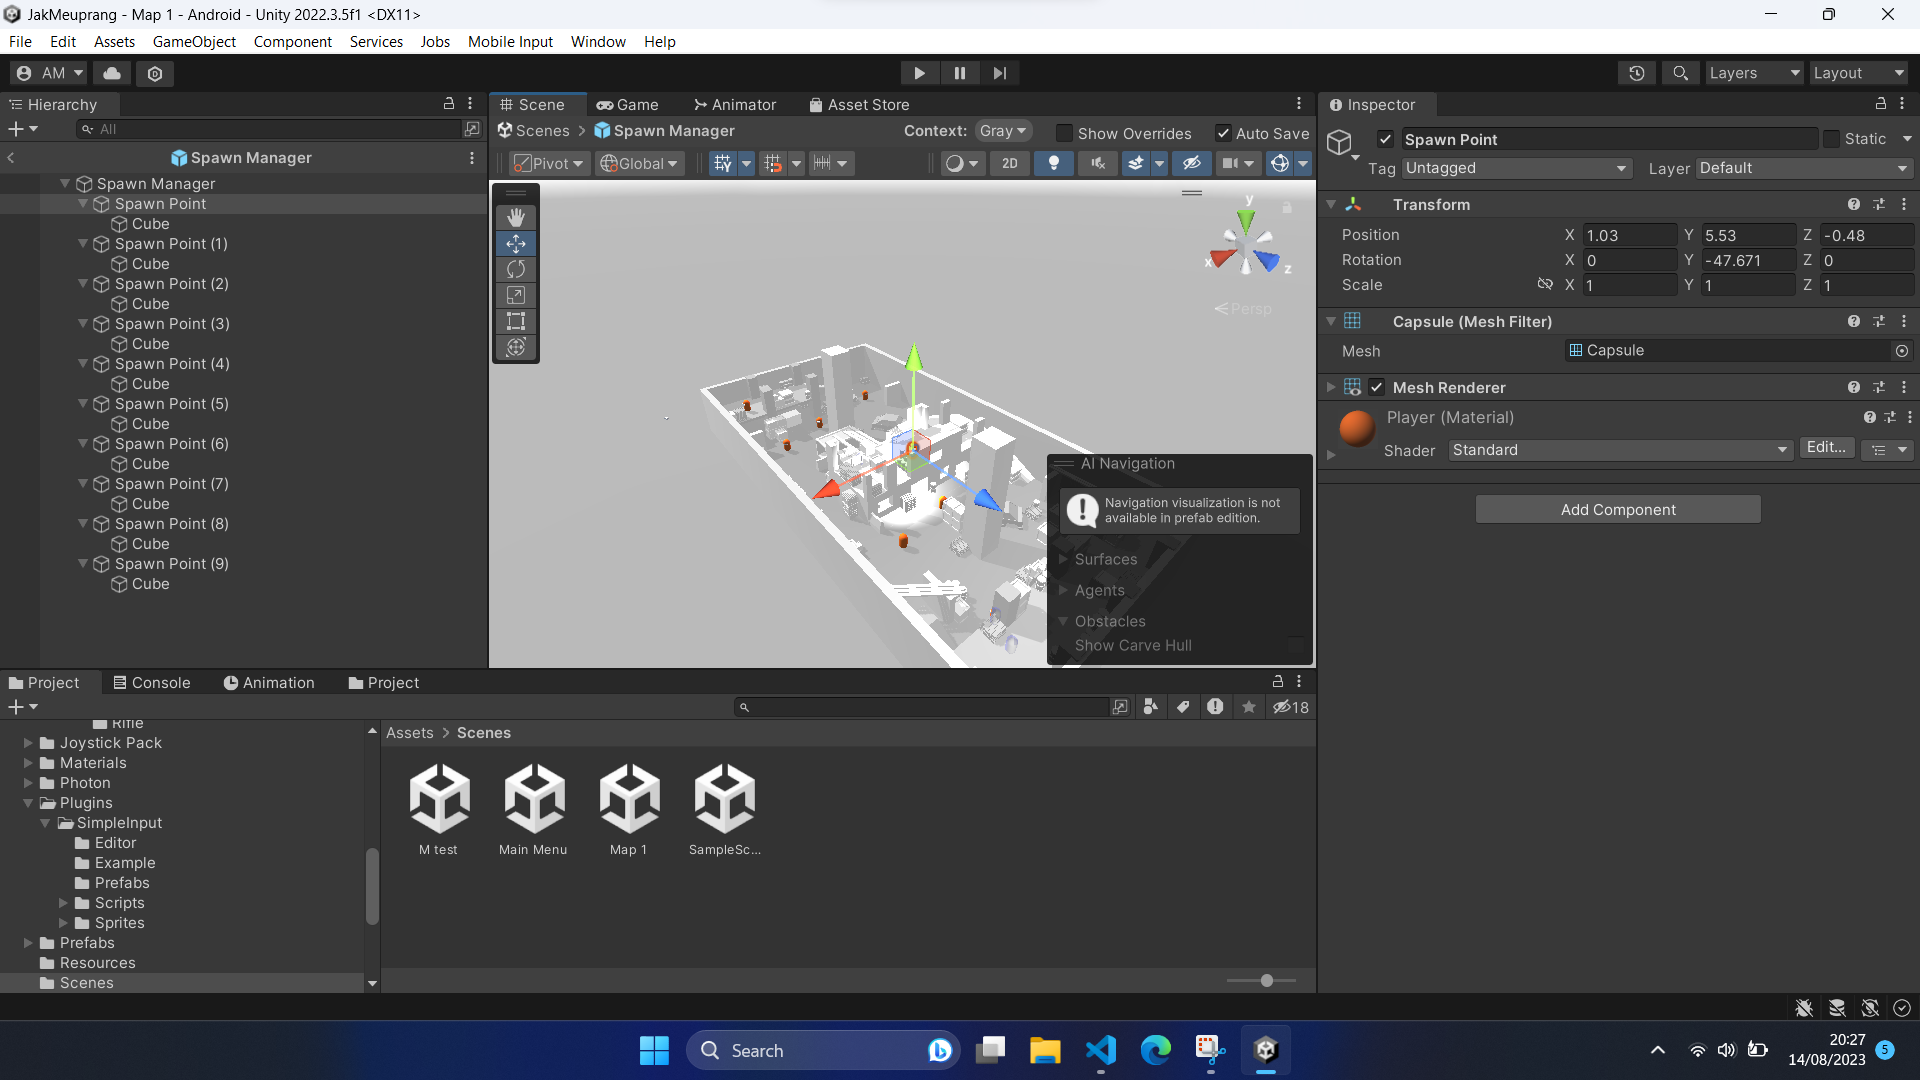 JakMeuprang - Map 1 - Android - Unity 2022.3.5f1 <DX11>
File Edit Assets GameObject Component Services Jobs Mobile Input Window Help
AM
Layers Layout
Hierarchy
All
Spawn Manager
Spawn Manager
Spawn Point
Cube
Spawn Point (1)
Cube
Spawn Point (2)
Cube
Spawn Point (3)
Cube
Spawn Point (4)
Cube
Spawn Point (5)
Cube
Spawn Point (6)
Cube
Spawn Point (7)
Cube
Spawn Point (8)
Cube
Spawn Point (9)
Cube
Scene Game Animator Asset Store
Scenes > Spawn Manager Context: Gray Show Overrides Auto Save
Pivot Global 2D
y
x z
<Persp
AI Navigation
Navigation visualization is not
available in prefab edition.
Surfaces
Agents
Obstacles
Show Carve Hull
Inspector
Spawn Point Static
Tag Untagged Layer Default
Transform
Position X 1.03 Y 5.53 Z -0.48
Rotation X 0 Y -47.671 Z 0
Scale X 1 Y 1 Z 1
Capsule (Mesh Filter)
Mesh Capsule
Mesh Renderer
Player (Material)
Shader Standard Edit...
Add Component
Project Console Animation Project
18
Rifle
Joystick Pack
Materials
Photon
Plugins
SimpleInput
Editor
Example
Prefabs
Scripts
Sprites
Prefabs
Resources
Scenes
Assets > Scenes
M test Main Menu Map 1 SampleSc...
Search
20:27
14/08/2023
5